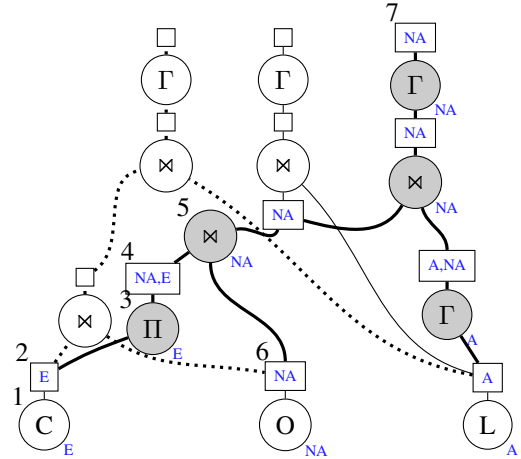 7
NA
Γ Γ Γ
NA
NA
⋈ ⋈ ⋈
NA
5 NA
⋈
4 NA
NA,E A,NA
3
Π Γ
⋈ E A
2 6
E NA A
1
C O L
E NA A